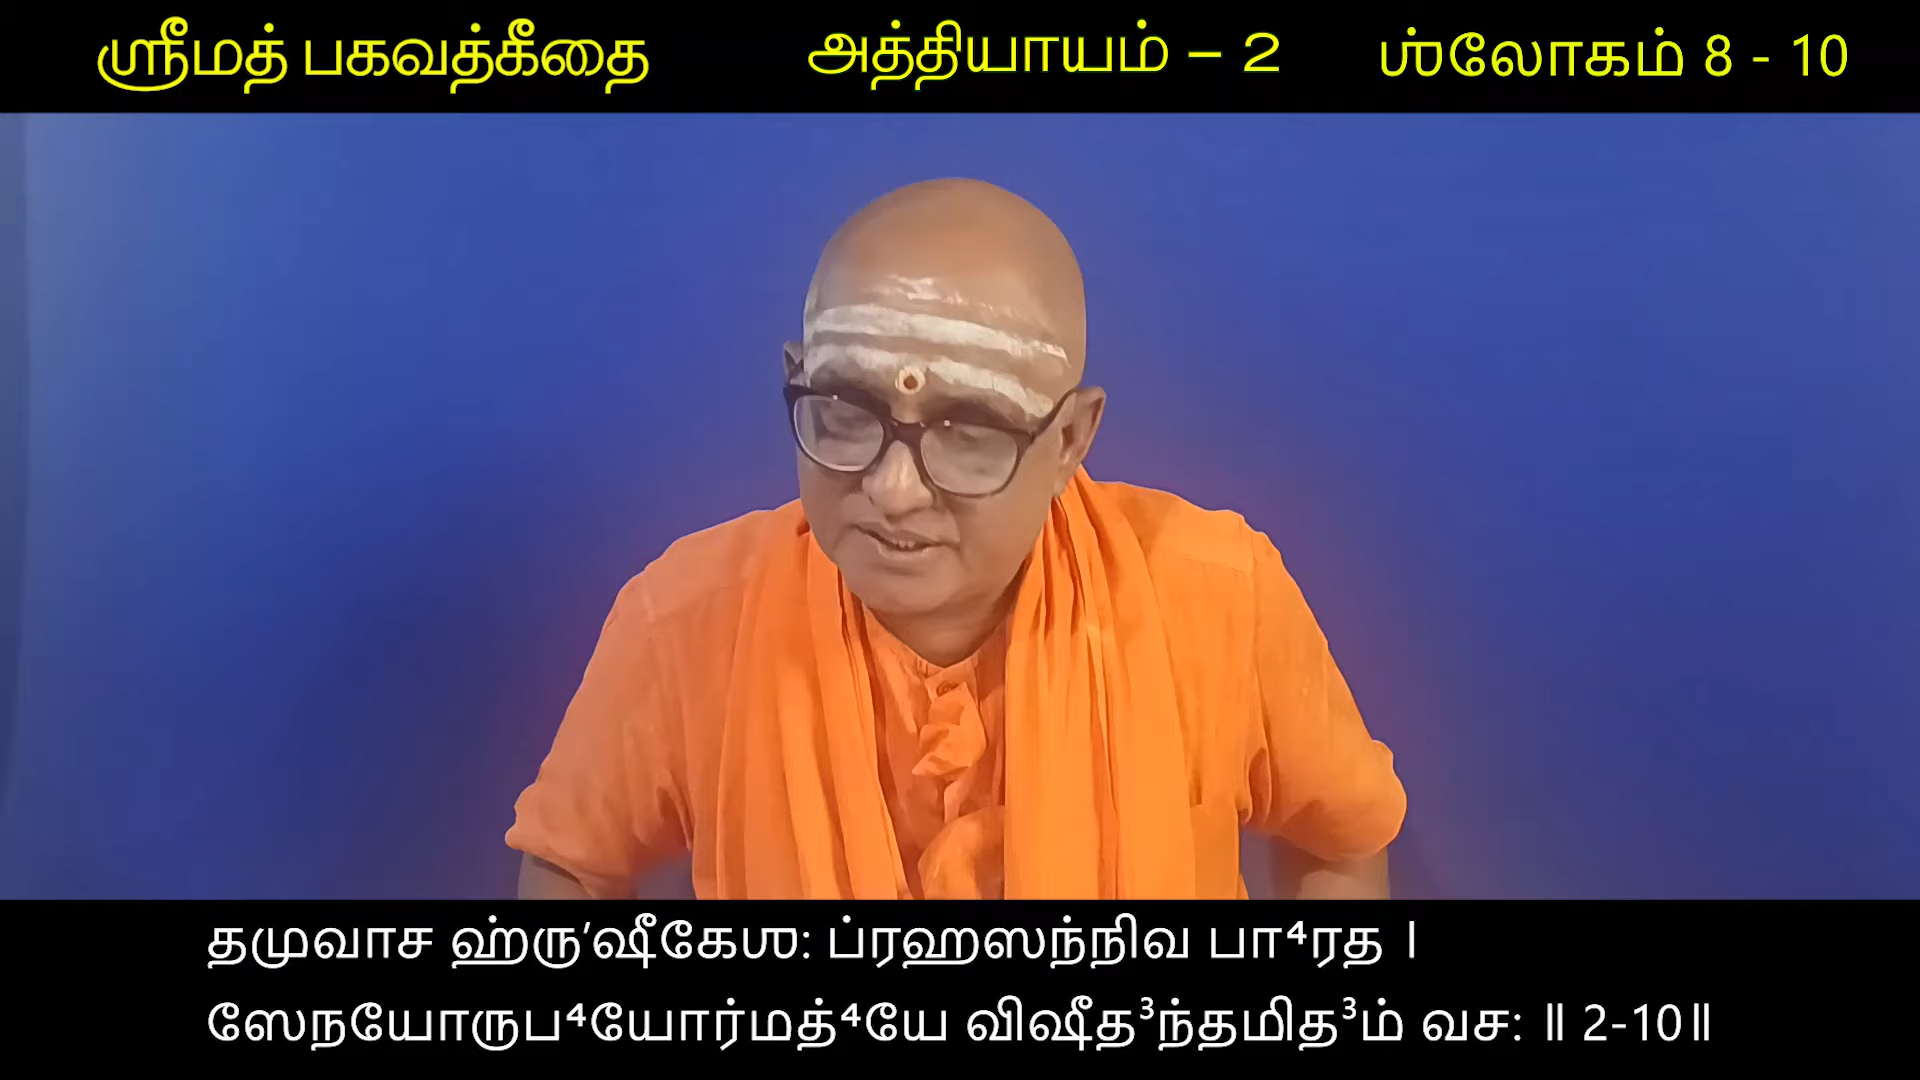 ஸ்ரீமத் பகவத்கீதை அத்தியாயம் – 2 ஶ்லோகம் 8 - 10
தமுவாச ஹ்ரு’ஷீகேஶ: ப்ரஹஸந்நிவ பா⁴ரத ।
ஸேநயோருப⁴யோர்மத்⁴யே விஷீத³ந்தமித³ம் வச: ॥ 2-10॥